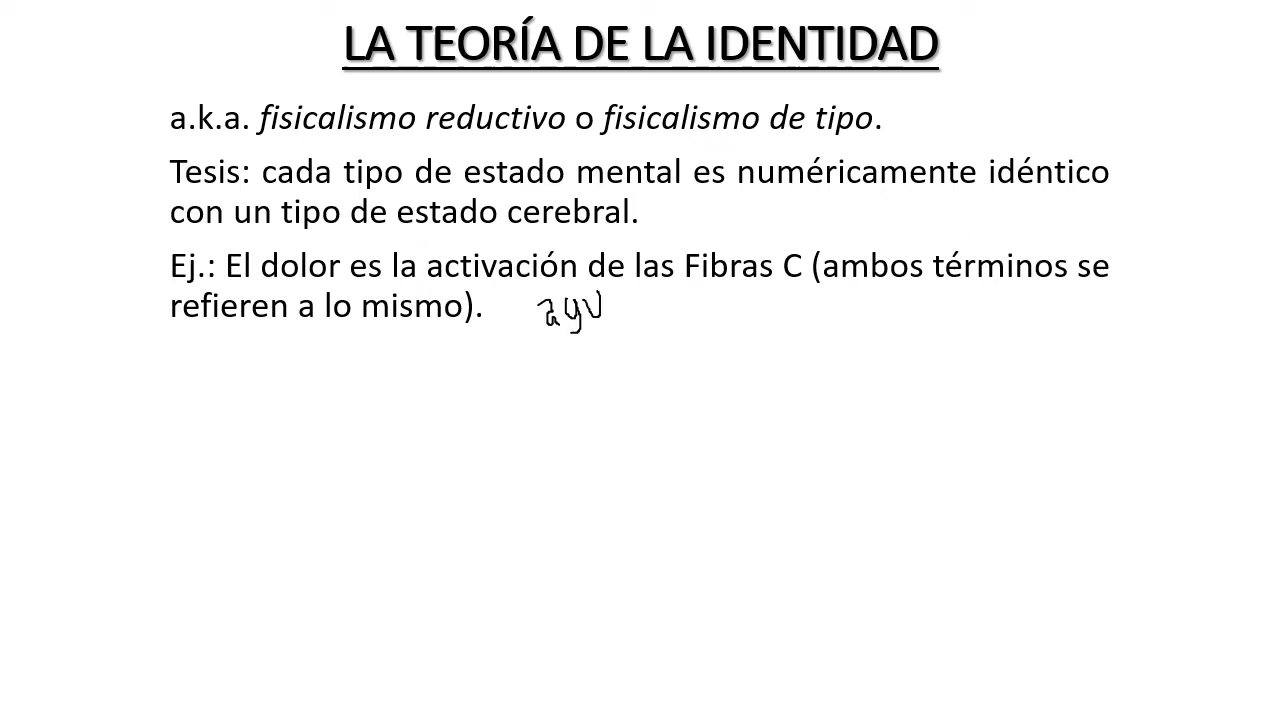 LA TEORÍA DE LA IDENTIDAD
a.k.a. fisicalismo reductivo o fisicalismo de tipo.
Tesis: cada tipo de estado mental es numéricamente idéntico
con un tipo de estado cerebral.
Ej.: El dolor es la activación de las Fibras C (ambos términos se
refieren a lo mismo).